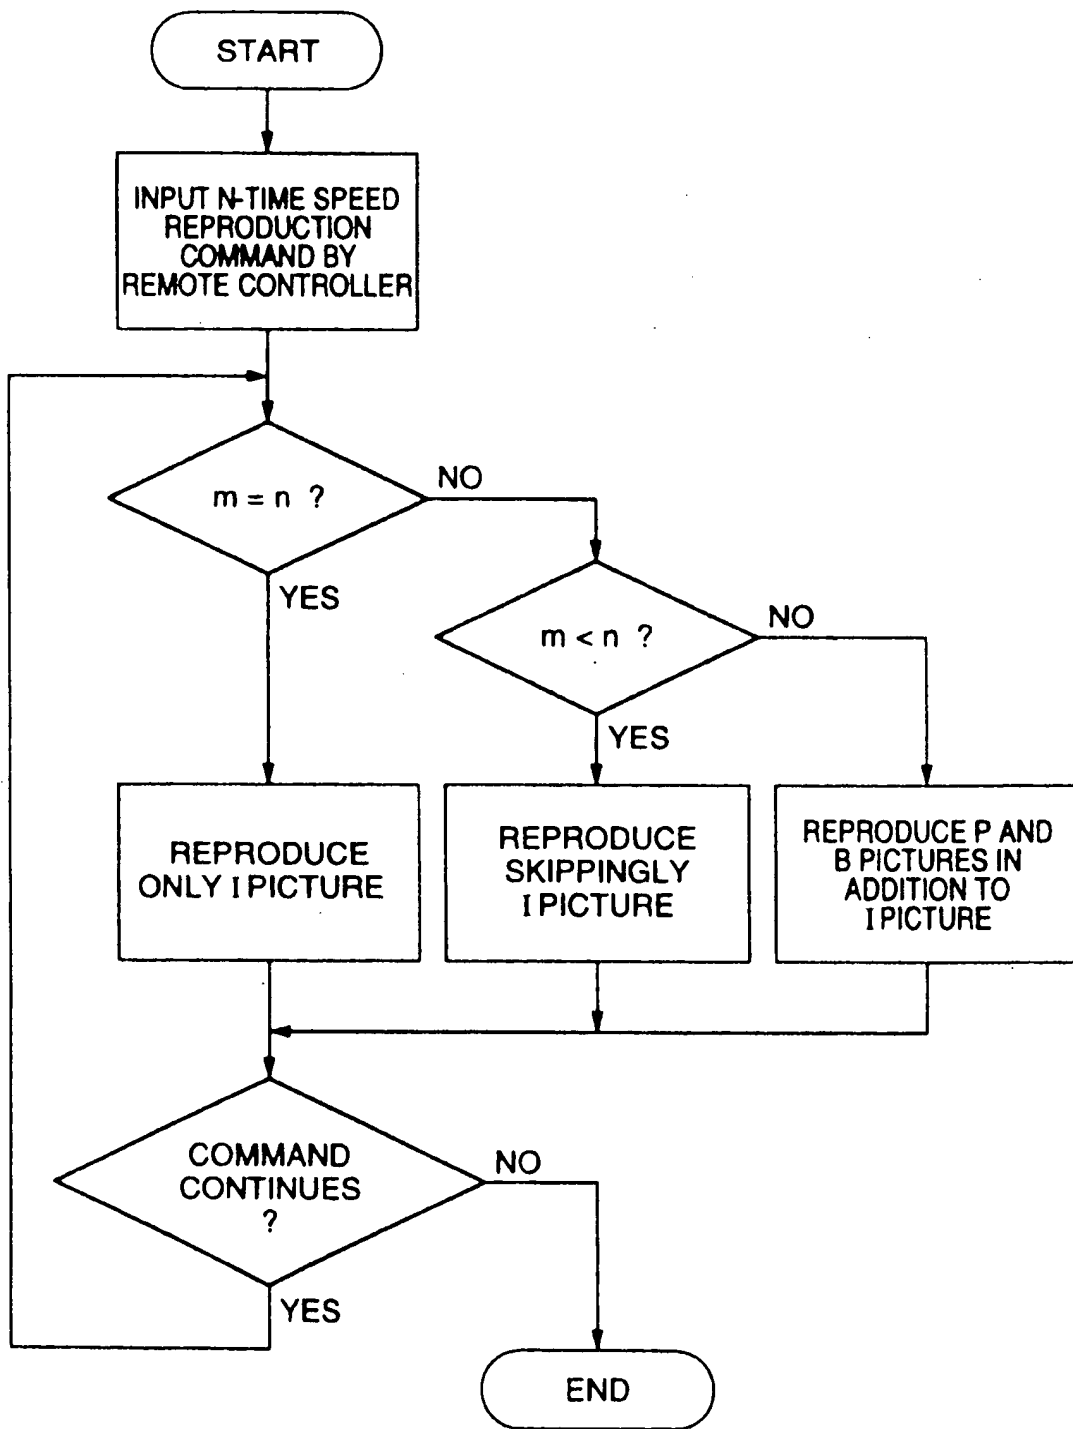 START
INPUT N-TIME SPEED
REPRODUCTION
COMMAND BY
REMOTE CONTROLLER
m = n ?
NO
YES
m < n ?
NO
YES
REPRODUCE
ONLY I PICTURE
REPRODUCE
SKIPPINGLY
I PICTURE
REPRODUCE P AND
B PICTURES IN
ADDITION TO
I PICTURE
COMMAND
CONTINUES
?
NO
YES
END